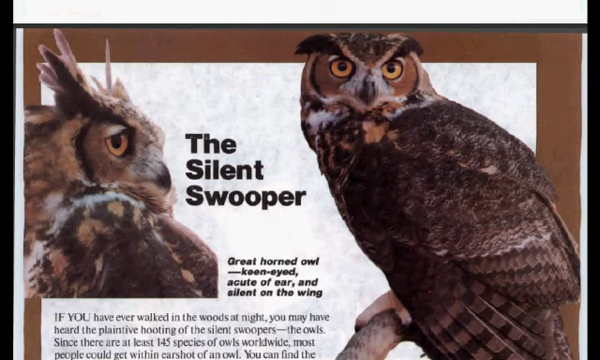 The
Silent
Swooper
Great horned owl
—keen-eyed,
acute of ear, and
silent on the wing
IF YOU have ever walked in the woods at night, you may have
heard the plaintive hooting of the silent swoopers—the owls.
Since there are at least 145 species of owls worldwide, most
people could get within earshot of an owl. You can find the